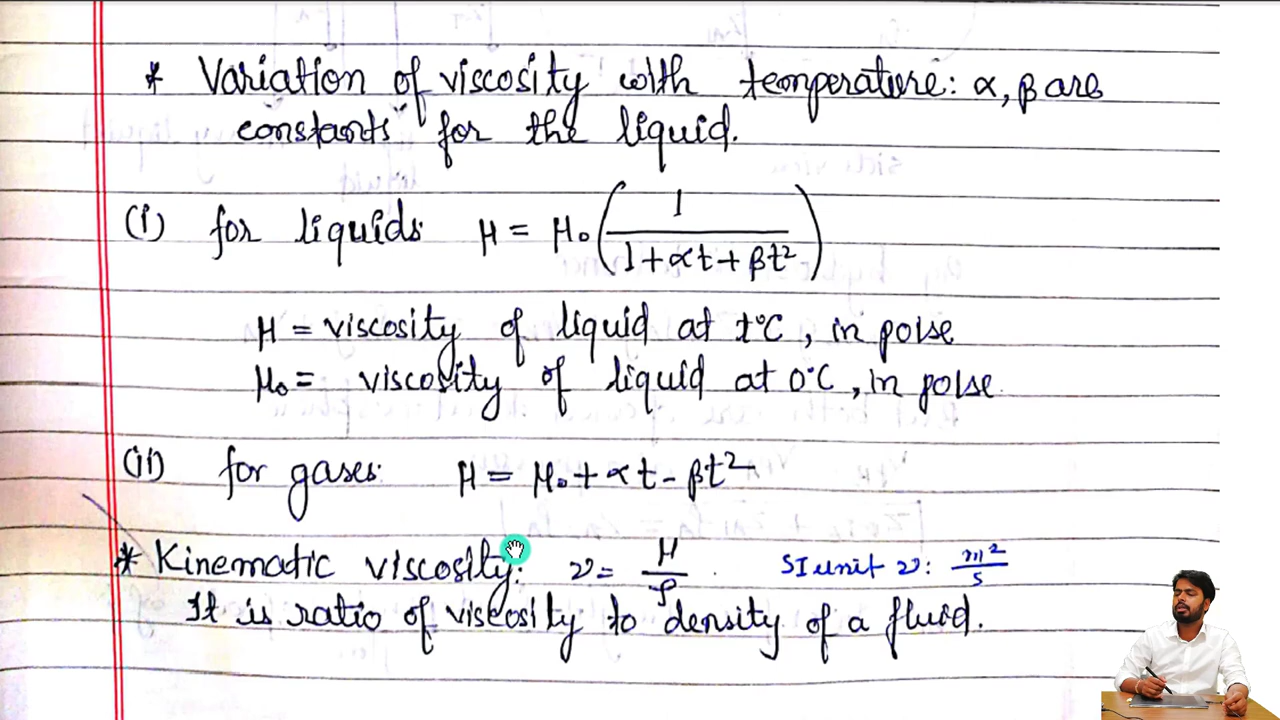 * Variation of viscosity with temperature: α, β are
constants for the liquid.
(i) for liquids: μ = μ₀ (1 / (1 + αt + βt²))
μ = viscosity of liquid at t°C, in poise
μ₀ = viscosity of liquid at 0°C, in poise.
(ii) for gases: μ = μ₀ + αt - βt²
* Kinematic viscosity: ν = μ/ρ . SI unit ν: m²/s
It is ratio of viscosity to density of a fluid.